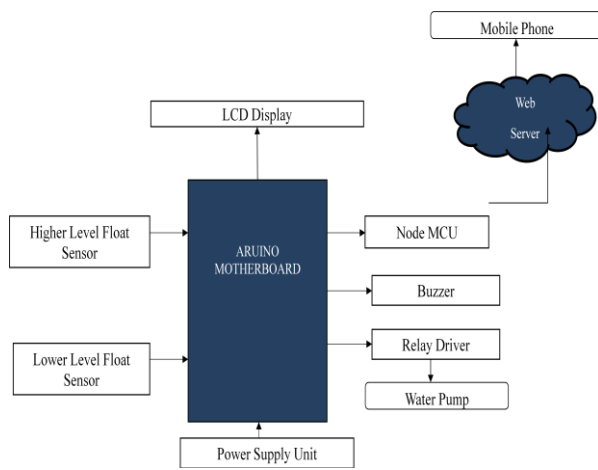 Mobile Phone
Web
Server
LCD Display
ARUINO
MOTHERBOARD
Higher Level Float
Sensor
Lower Level Float
Sensor
Node MCU
Buzzer
Relay Driver
Water Pump
Power Supply Unit